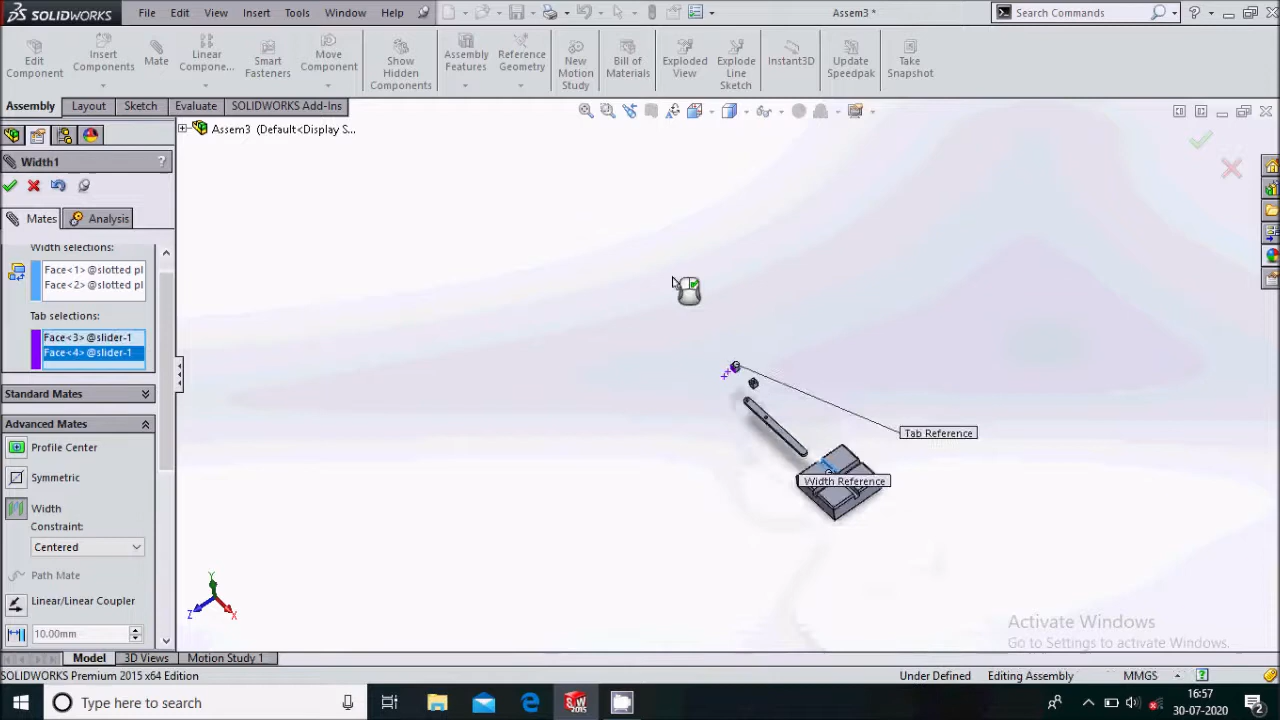 SOLIDWORKS File Edit View Insert Tools Window Help Assem3 * Search Commands
Edit Component
Insert Components
Mate
Linear Compone...
Smart Fasteners
Move Component
Show Hidden Components
Assembly Features
Reference Geometry
New Motion Study
Bill of Materials
Exploded View
Explode Line Sketch
Instant3D
Update Speedpak
Take Snapshot
Assembly Layout Sketch Evaluate SOLIDWORKS Add-Ins
Assem3 (Default<Display S...
Width1 ?
Mates Analysis
Width selections:
Face<1> @slotted pl
Face<2> @slotted pl
Tab selections:
Face<3> @slider-1
Face<4> @slider-1
Standard Mates
Advanced Mates
Profile Center
Symmetric
Width
Constraint:
Centered
Path Mate
Linear/Linear Coupler
10.00mm
Tab Reference
Width Reference
Y
Z
X
Activate Windows
Go to Settings to activate Windows.
Model 3D Views Motion Study 1
SOLIDWORKS Premium 2015 x64 Edition Under Defined Editing Assembly MMGS
Type here to search
16:57
30-07-2020
2